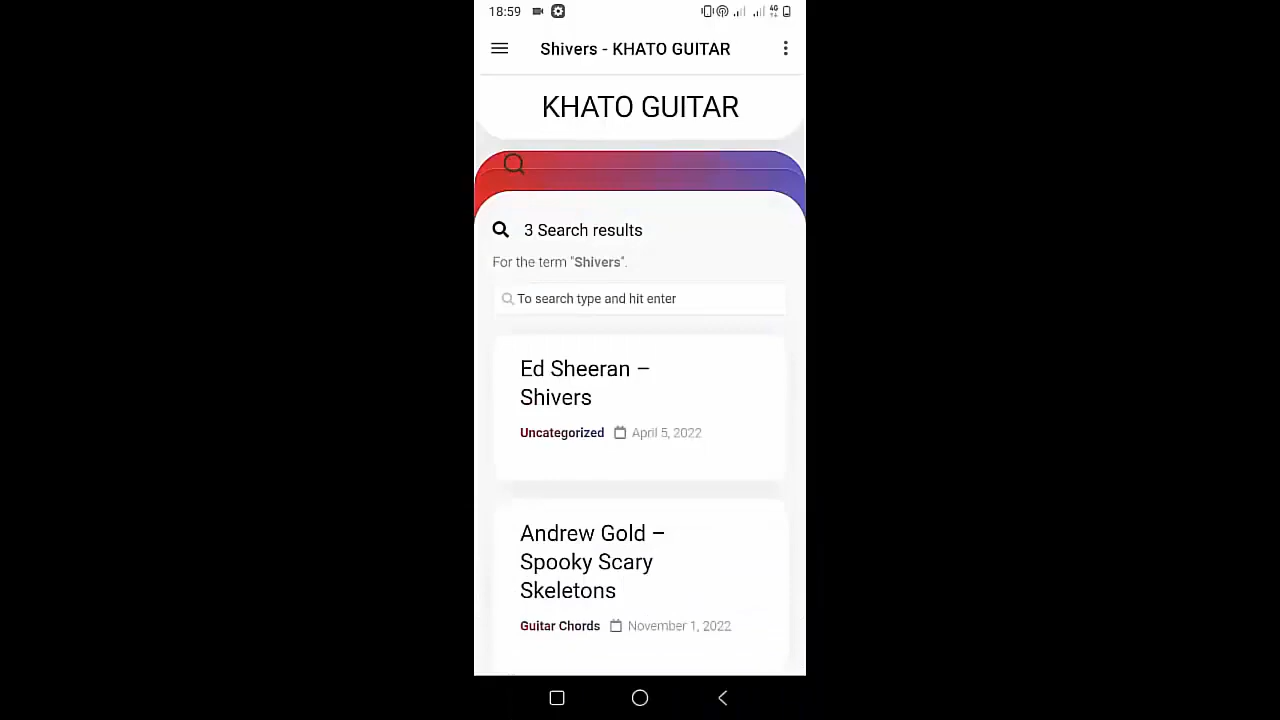 18:59
4G
Shivers - KHATO GUITAR
KHATO GUITAR
3 Search results
For the term "Shivers".
To search type and hit enter
Ed Sheeran –
Shivers
Uncategorized April 5, 2022
Andrew Gold –
Spooky Scary
Skeletons
Guitar Chords November 1, 2022